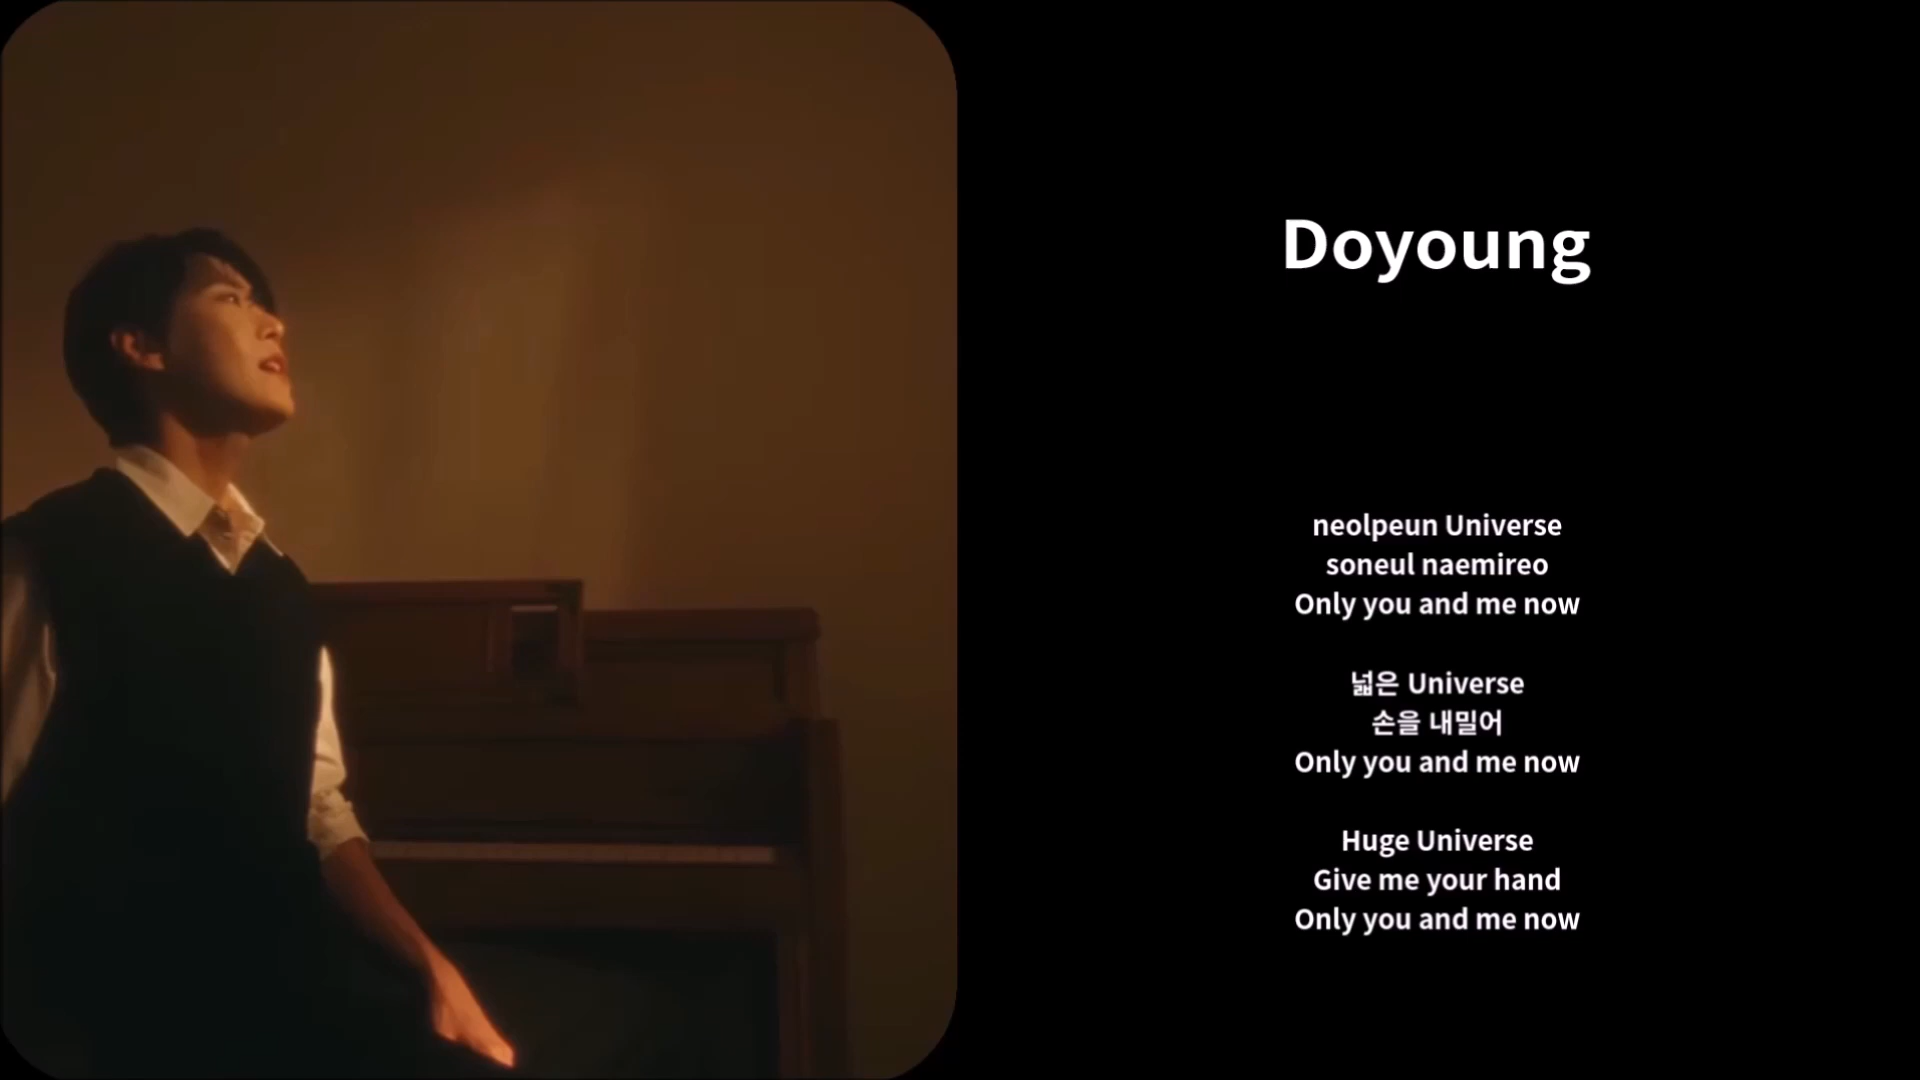 Doyoung
neolpeun Universe
soneul naemireo
Only you and me now
넓은 Universe
손을 내밀어
Only you and me now
Huge Universe
Give me your hand
Only you and me now